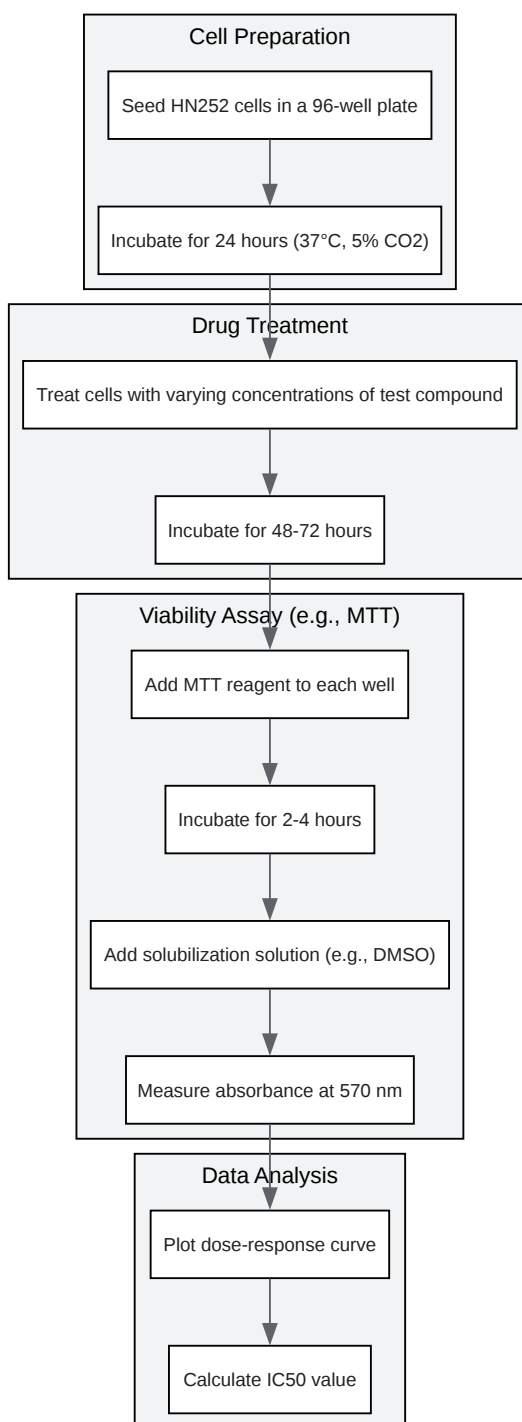 Cell Preparation
Seed HN252 cells in a 96-well plate
Incubate for 24 hours (37°C, 5% CO2)
Drug Treatment
Treat cells with varying concentrations of test compound
Incubate for 48-72 hours
Viability Assay (e.g., MTT)
Add MTT reagent to each well
Incubate for 2-4 hours
Add solubilization solution (e.g., DMSO)
Measure absorbance at 570 nm
Data Analysis
Plot dose-response curve
Calculate IC50 value